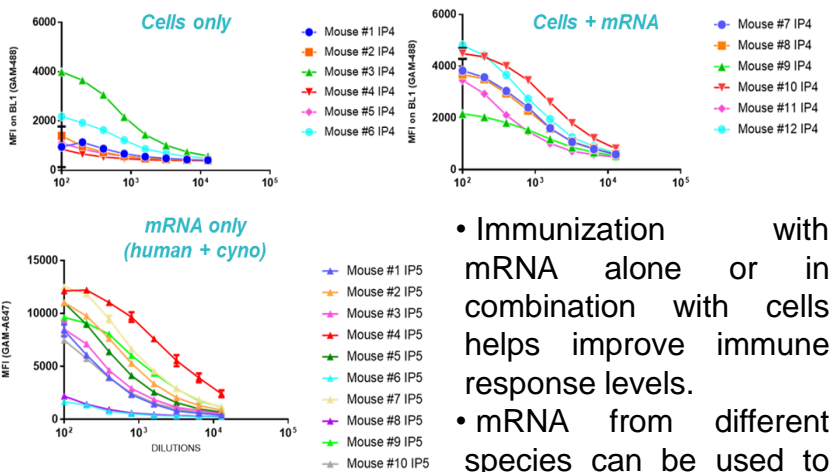 Cells only
6000
4000
2000
0
10²
10³
10⁴
10⁵
MFI on BL1 (GAM-488)
Mouse #1 IP4
Mouse #2 IP4
Mouse #3 IP4
Mouse #4 IP4
Mouse #5 IP4
Mouse #6 IP4
Cells + mRNA
6000
4000
2000
0
10²
10³
10⁴
10⁵
MFI on BL1 (GAM-488)
Mouse #7 IP4
Mouse #8 IP4
Mouse #9 IP4
Mouse #10 IP4
Mouse #11 IP4
Mouse #12 IP4
mRNA only
(human + cyno)
15000
10000
5000
0
10²
10³
10⁴
10⁵
MFI (GAM-A647)
DILUTIONS
Mouse #1 IP5
Mouse #2 IP5
Mouse #3 IP5
Mouse #4 IP5
Mouse #5 IP5
Mouse #6 IP5
Mouse #7 IP5
Mouse #8 IP5
Mouse #9 IP5
Mouse #10 IP5
• Immunization with
mRNA alone or in
combination with cells
helps improve immune
response levels.
• mRNA from different
species can be used to